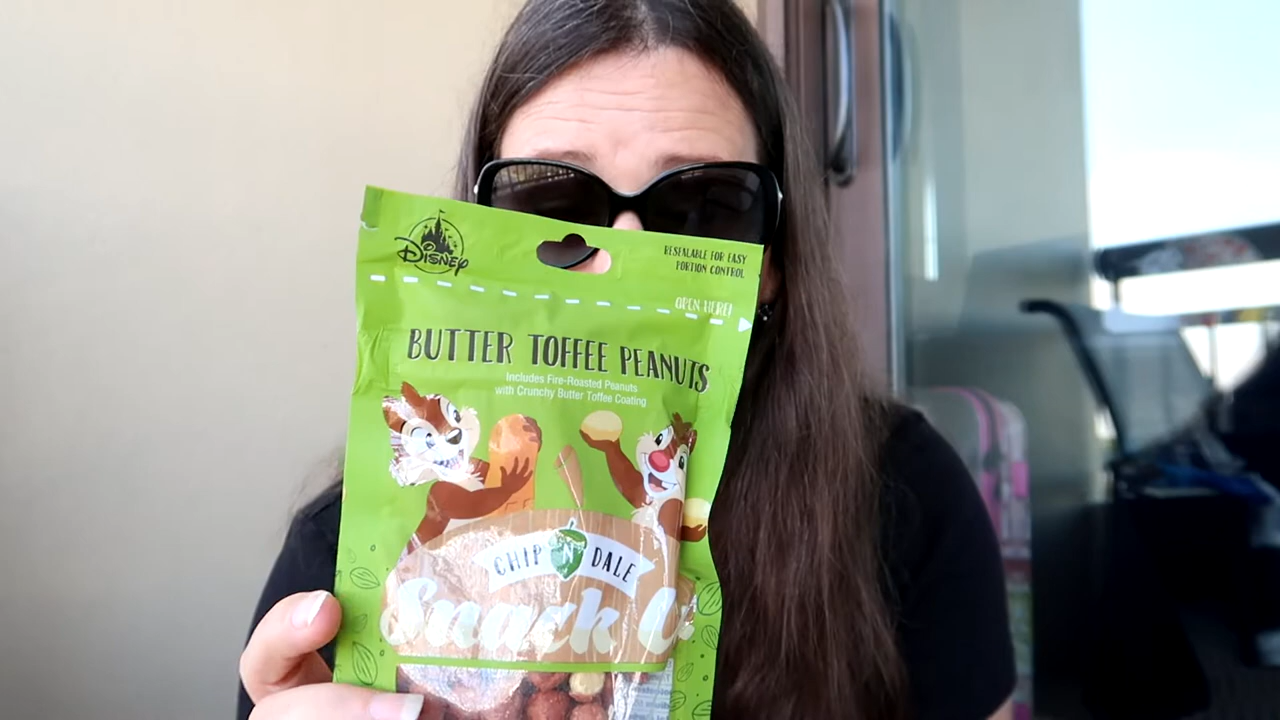 Disney
RESEALABLE FOR EASY
PORTION CONTROL
OPEN HERE!
BUTTER TOFFEE PEANUTS
Includes Fire-Roasted Peanuts
with Crunchy Butter Toffee Coating
CHIP 'N DALE
Snack